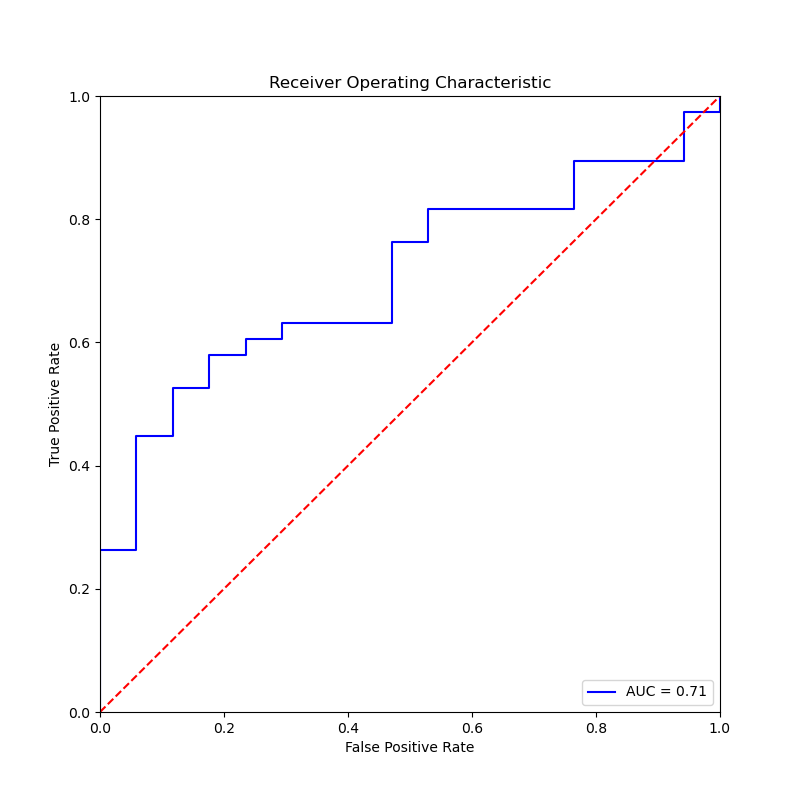 Receiver Operating Characteristic
True Positive Rate
1.0
0.8
0.6
0.4
0.2
0.0
AUC = 0.71
0.0 0.2 0.4 0.6 0.8 1.0
False Positive Rate